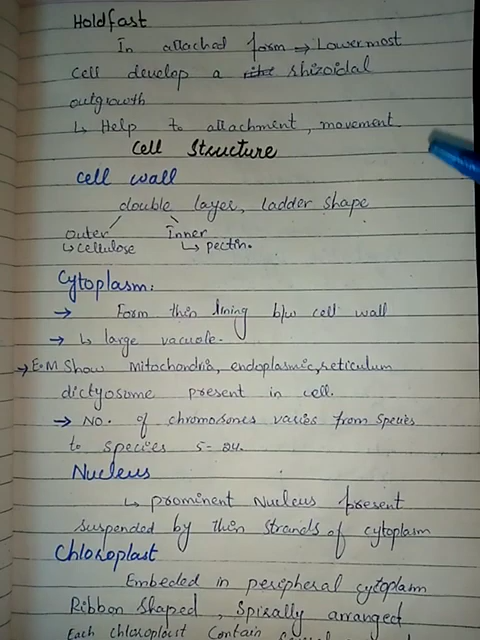 Holdfast
In attached form → Lowermost
Cell develop a rhizoidal
outgrowth
↳ Help to attachment, movement
Cell Structure
Cell wall
double layer, ladder shape
outer Inner
↳ cellulose ↳ pectin.
Cytoplasm:
→ Form thin lining b/w cell wall
→ ↳ large vacuole.
→ E.M Show Mitochondria, endoplasmic, reticulum
dictyosome present in cell.
→ NO. of chromosones varies from Species
to species 5-24.
Nucleus
↳ prominent Nucleus present
suspended by thin strands of cytoplasm
Chloroplast
Embeded in peripheral cytoplasm
Ribbon Shaped, Spirally arranged,
Each chloroplast Contain